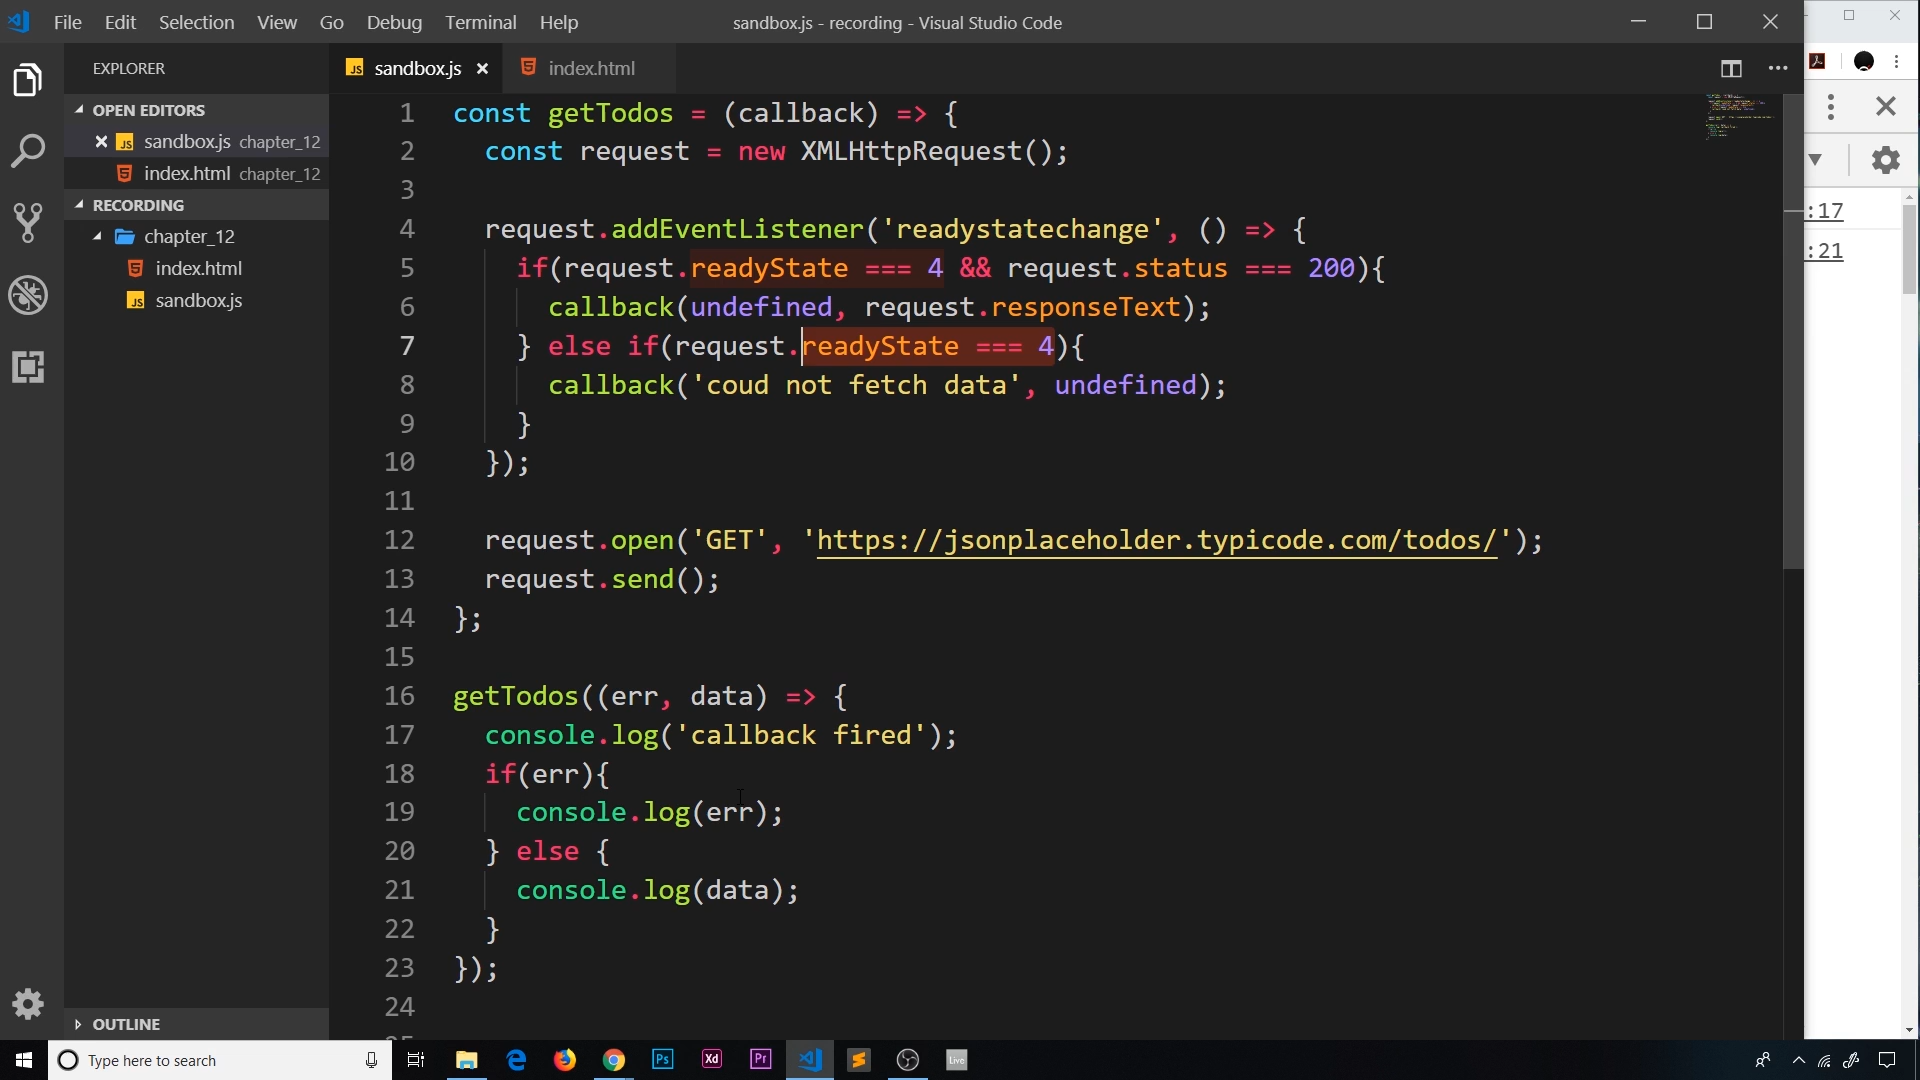 File Edit Selection View Go Debug Terminal Help
sandbox.js - recording - Visual Studio Code
EXPLORER
OPEN EDITORS
sandbox.js chapter_12
index.html chapter_12
RECORDING
chapter_12
index.html
sandbox.js
OUTLINE
sandbox.js
index.html
1 const getTodos = (callback) => {
2 const request = new XMLHttpRequest();
3
4 request.addEventListener('readystatechange', () => {
5 if(request.readyState === 4 && request.status === 200){
6 callback(undefined, request.responseText);
7 } else if(request.readyState === 4){
8 callback('coud not fetch data', undefined);
9 }
10 });
11
12 request.open('GET', 'https://jsonplaceholder.typicode.com/todos/');
13 request.send();
14 };
15
16 getTodos((err, data) => {
17 console.log('callback fired');
18 if(err){
19 console.log(err);
20 } else {
21 console.log(data);
22 }
23 });
24
:17
:21
Type here to search
Ps
Xd
Pr
Live